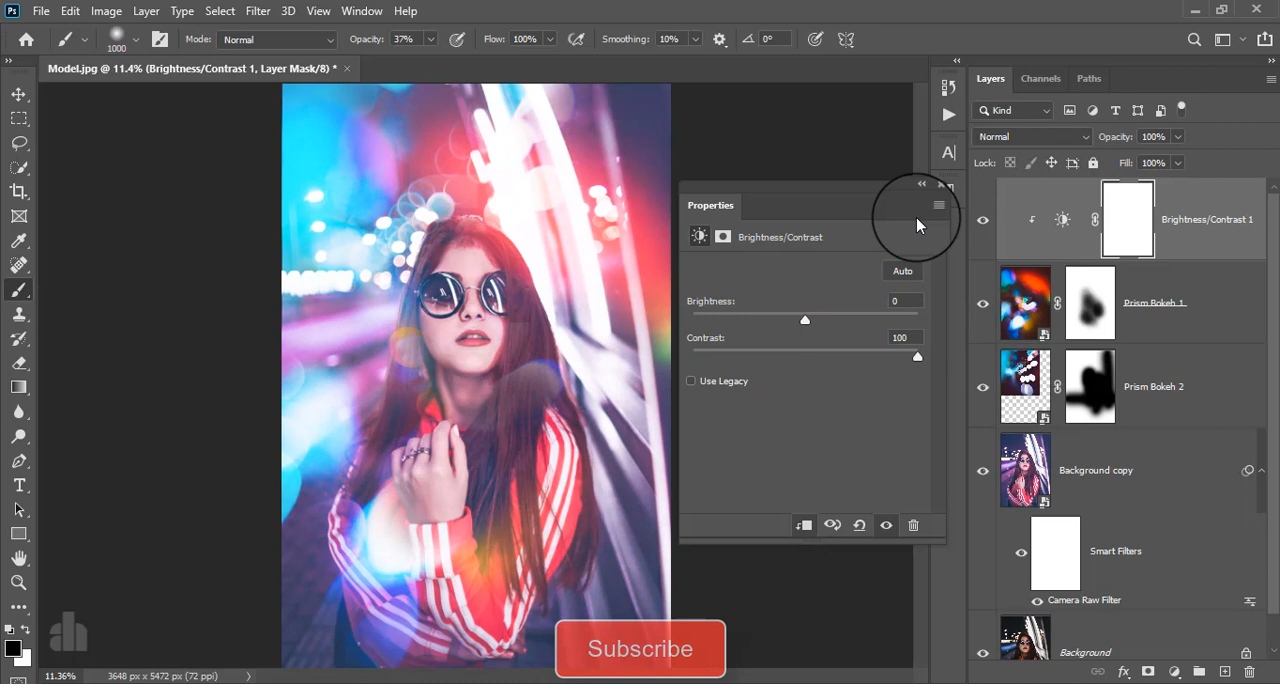 Ps File Edit Image Layer Type Select Filter 3D View Window Help
1000 Mode: Normal Opacity: 37% Flow: 100% Smoothing: 10% 0°
Model.jpg @ 11.4% (Brightness/Contrast 1, Layer Mask/8) * ×
Layers Channels Paths
Kind
Normal Opacity: 100%
Lock: Fill: 100%
Properties
Brightness/Contrast
Auto
Brightness: 0
Contrast: 100
Use Legacy
Brightness/Contrast 1
Prism Bokeh 1
Prism Bokeh 2
Background copy
Smart Filters
Camera Raw Filter
Background
ah
Subscribe
11.36% 3648 px x 5472 px (72 ppi)